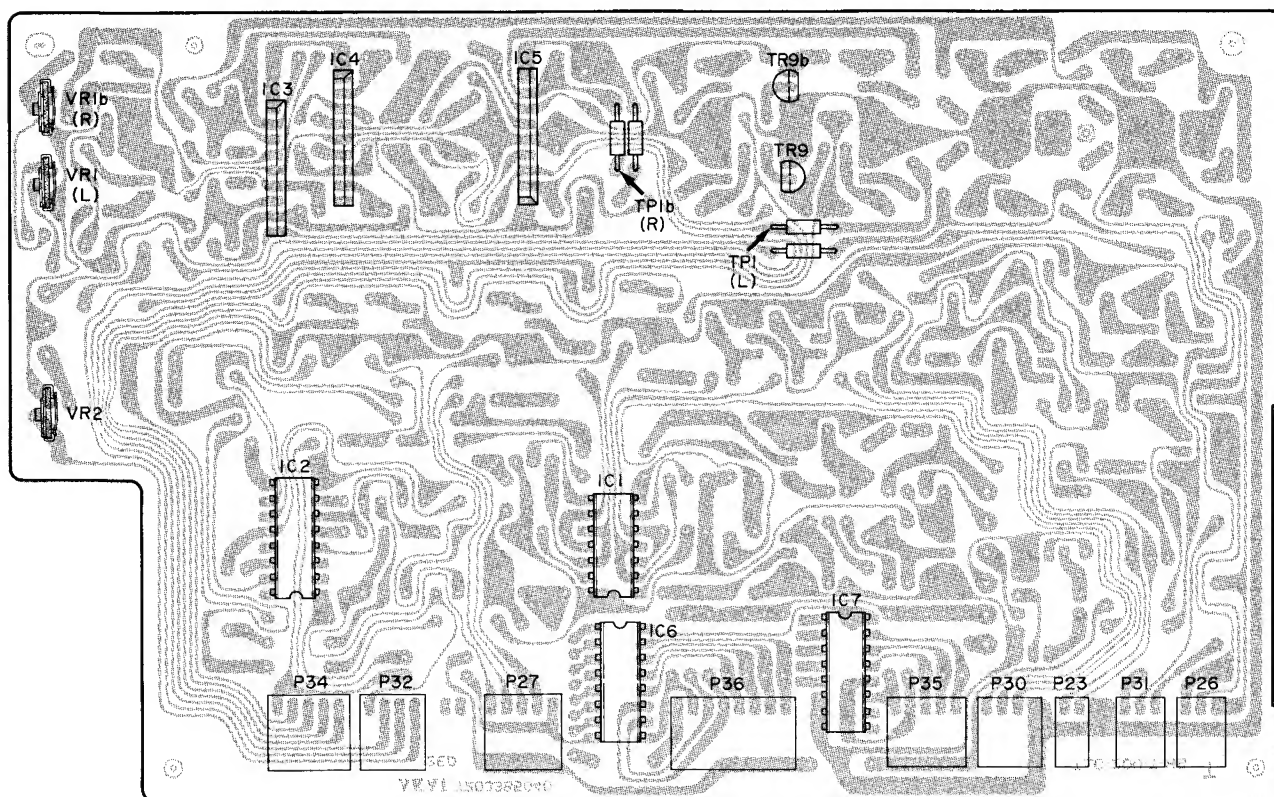 TR9b
IC4
IC5
IC3
VR1b
(R)
TR9
VR1
(L)
TP1b
(R)
TP1
(L)
VR2
IC2
IC1
IC7
IC6
P34
P32
P27
P36
P35
P30
P23
P31
P26
AKAI